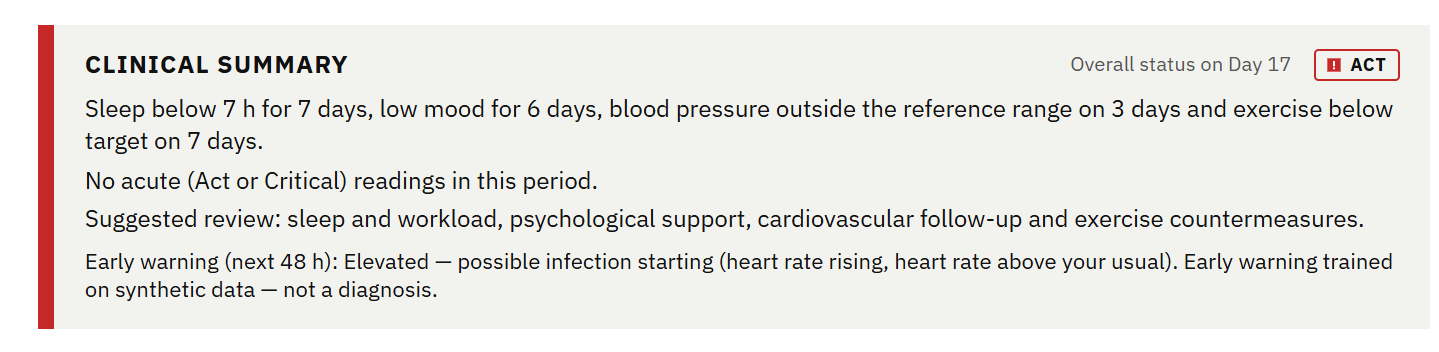 CLINICAL SUMMARY
Overall status on Day 17
! ACT
Sleep below 7 h for 7 days, low mood for 6 days, blood pressure outside the reference range on 3 days and exercise below
target on 7 days.
No acute (Act or Critical) readings in this period.
Suggested review: sleep and workload, psychological support, cardiovascular follow-up and exercise countermeasures.
Early warning (next 48 h): Elevated — possible infection starting (heart rate rising, heart rate above your usual). Early warning trained
on synthetic data — not a diagnosis.